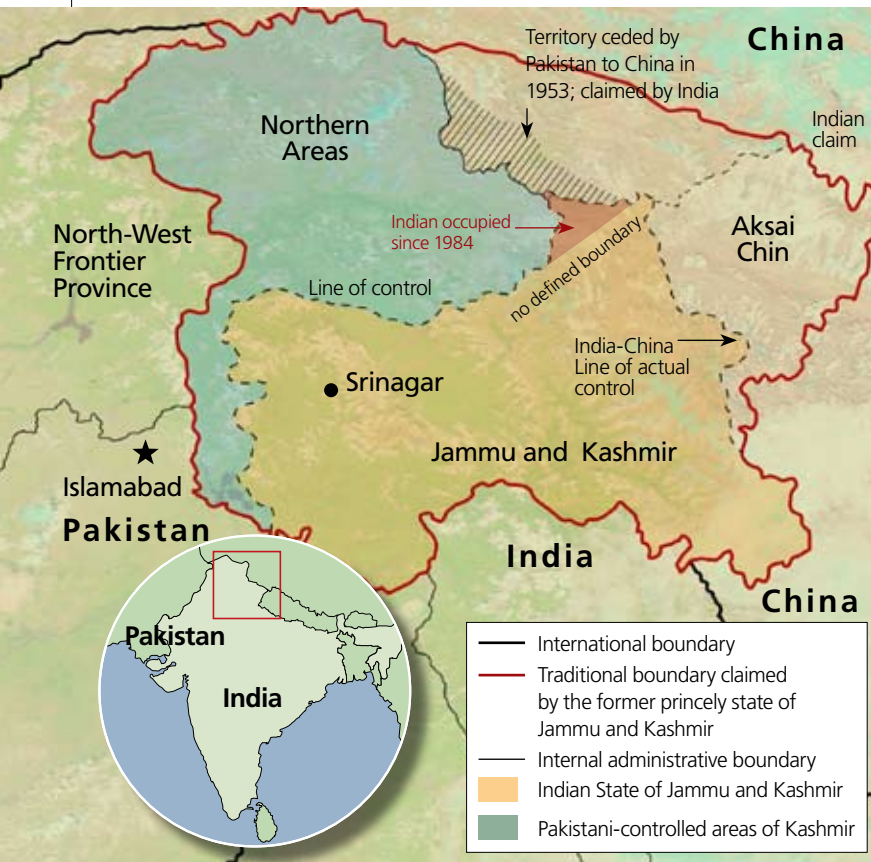 Territory ceded by
Pakistan to China in
1953; claimed by India
China
Indian
claim
Northern
Areas
Indian occupied
since 1984
Aksai
Chin
North-West
Frontier
Province
no defined boundary
Line of control
India-China
Line of actual
control
Srinagar
Jammu and Kashmir
Islamabad
Pakistan
India
China
Pakistan
India
International boundary
Traditional boundary claimed
by the former princely state of
Jammu and Kashmir
Internal administrative boundary
Indian State of Jammu and Kashmir
Pakistani-controlled areas of Kashmir